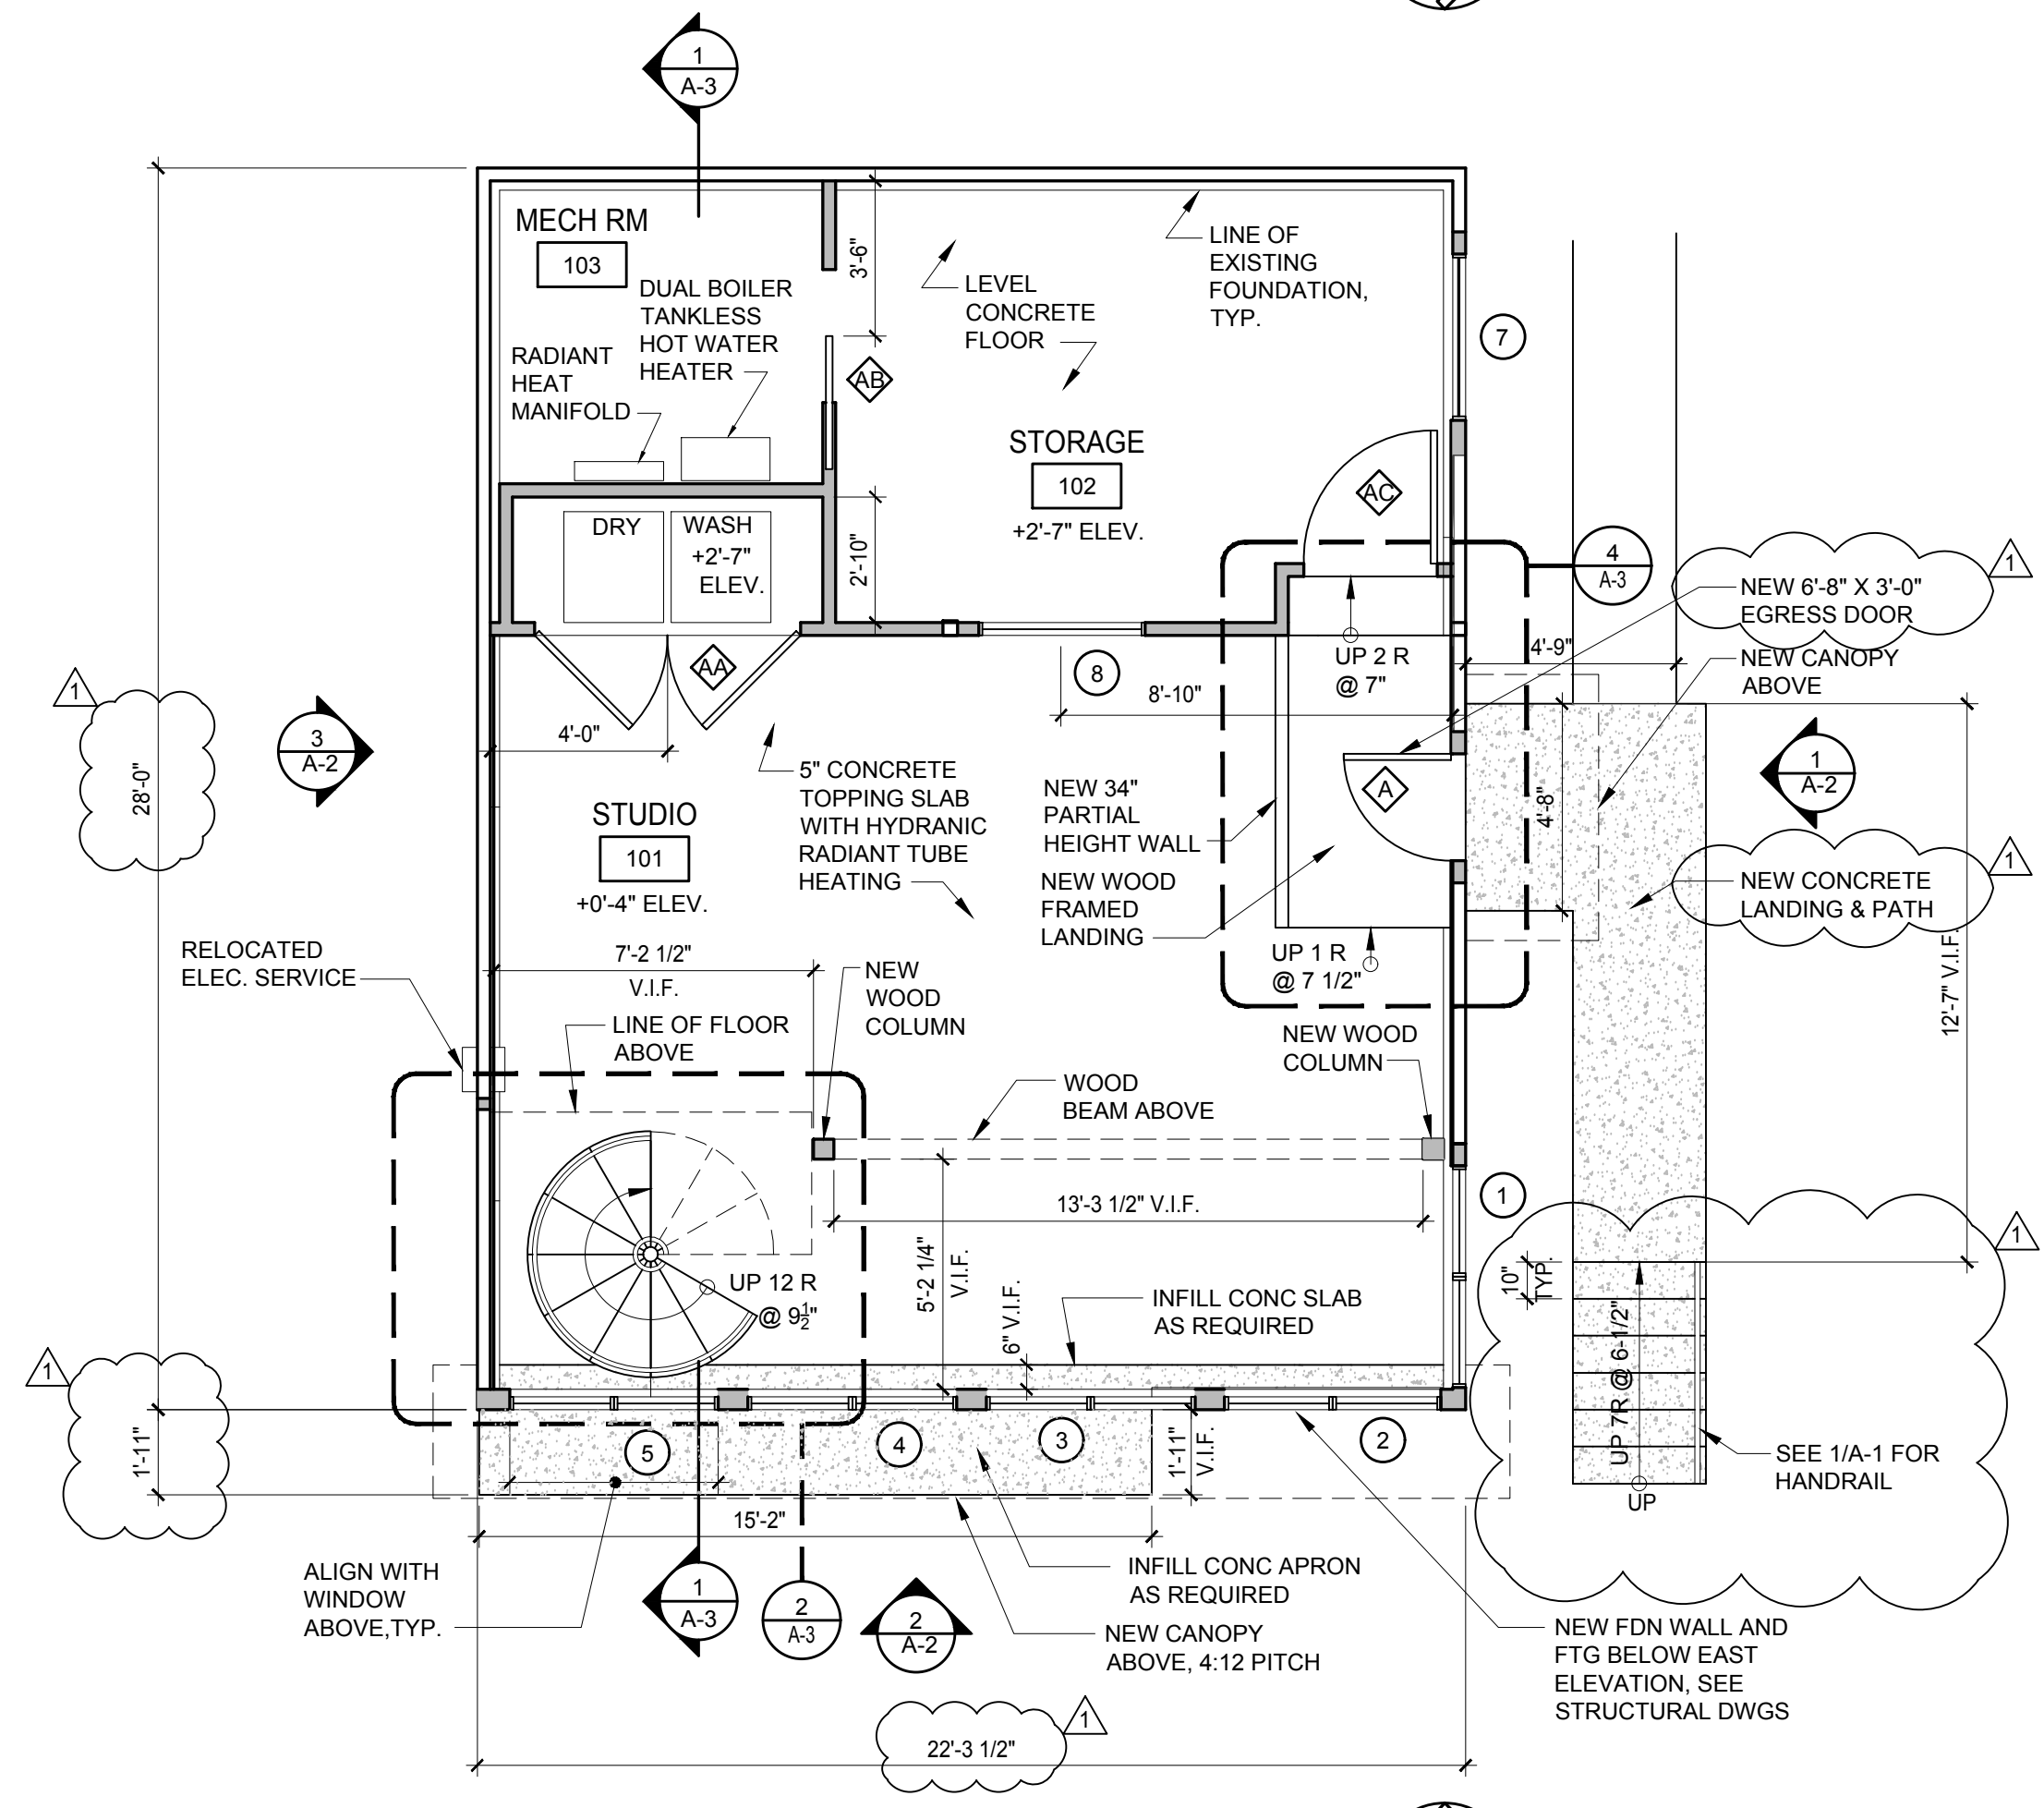 1
A-3
MECH RM
103
DUAL BOILER
TANKLESS
HOT WATER
HEATER
RADIANT
HEAT
MANIFOLD
3'-6"
AB
LEVEL
CONCRETE
FLOOR
LINE OF
EXISTING
FOUNDATION,
TYP.
7
STORAGE
102
+2'-7" ELEV.
AC
DRY
WASH
+2'-7"
ELEV.
2'-10"
4
A-3
NEW 6'-8" X 3'-0"
EGRESS DOOR
1
4'-9"
NEW CANOPY
ABOVE
UP 2 R
@ 7"
8
8'-10"
AA
4'-0"
1
28'-0"
3
A-2
5" CONCRETE
TOPPING SLAB
WITH HYDRANIC
RADIANT TUBE
HEATING
STUDIO
101
+0'-4" ELEV.
NEW 34"
PARTIAL
HEIGHT WALL
NEW WOOD
FRAMED
LANDING
A
4'-8"
1
A-2
NEW CONCRETE
LANDING & PATH
1
12'-7" V.I.F.
UP 1 R
@ 7 1/2"
RELOCATED
ELEC. SERVICE
7'-2 1/2"
V.I.F.
LINE OF FLOOR
ABOVE
NEW
WOOD
COLUMN
NEW WOOD
COLUMN
WOOD
BEAM ABOVE
13'-3 1/2" V.I.F.
1
5'-2 1/4"
V.I.F.
6" V.I.F.
UP 12 R
@ 9½"
INFILL CONC SLAB
AS REQUIRED
10"
TYP.
UP 7R @ 6-1/2"
1
SEE 1/A-1 FOR
HANDRAIL
UP
1
1'-11"
5
4
3
1'-11"
V.I.F.
2
15'-2"
ALIGN WITH
WINDOW
ABOVE,TYP.
1
A-3
2
A-3
2
A-2
INFILL CONC APRON
AS REQUIRED
NEW CANOPY
ABOVE, 4:12 PITCH
NEW FDN WALL AND
FTG BELOW EAST
ELEVATION, SEE
STRUCTURAL DWGS
22'-3 1/2"
1